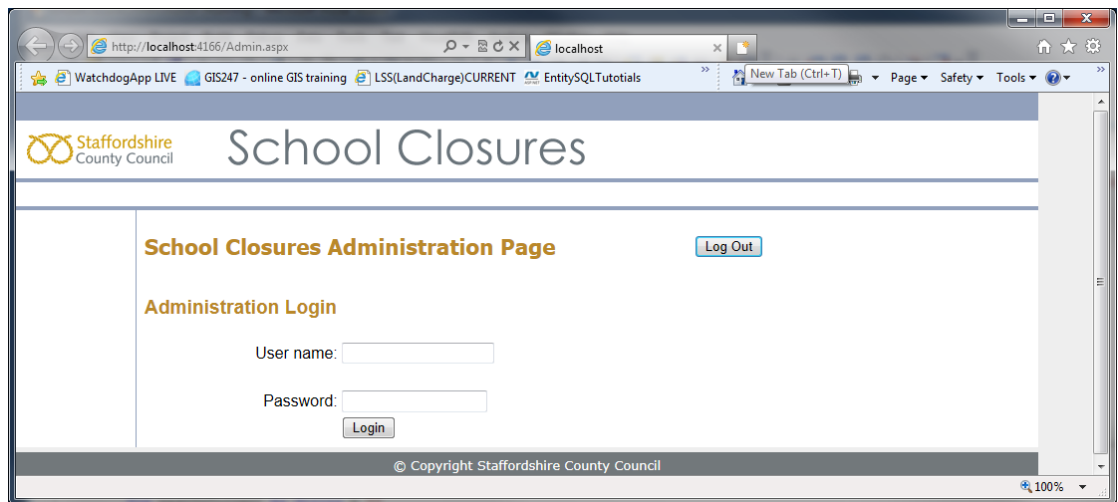 http://localhost:4166/Admin.aspx
localhost
WatchdogApp LIVE GIS247 - online GIS training LSS(LandCharge)CURRENT EntitySQLTutotials
New Tab (Ctrl+T)
Page Safety Tools
Staffordshire
County Council
School Closures
School Closures Administration Page
Log Out
Administration Login
User name:
Password:
Login
© Copyright Staffordshire County Council
100%